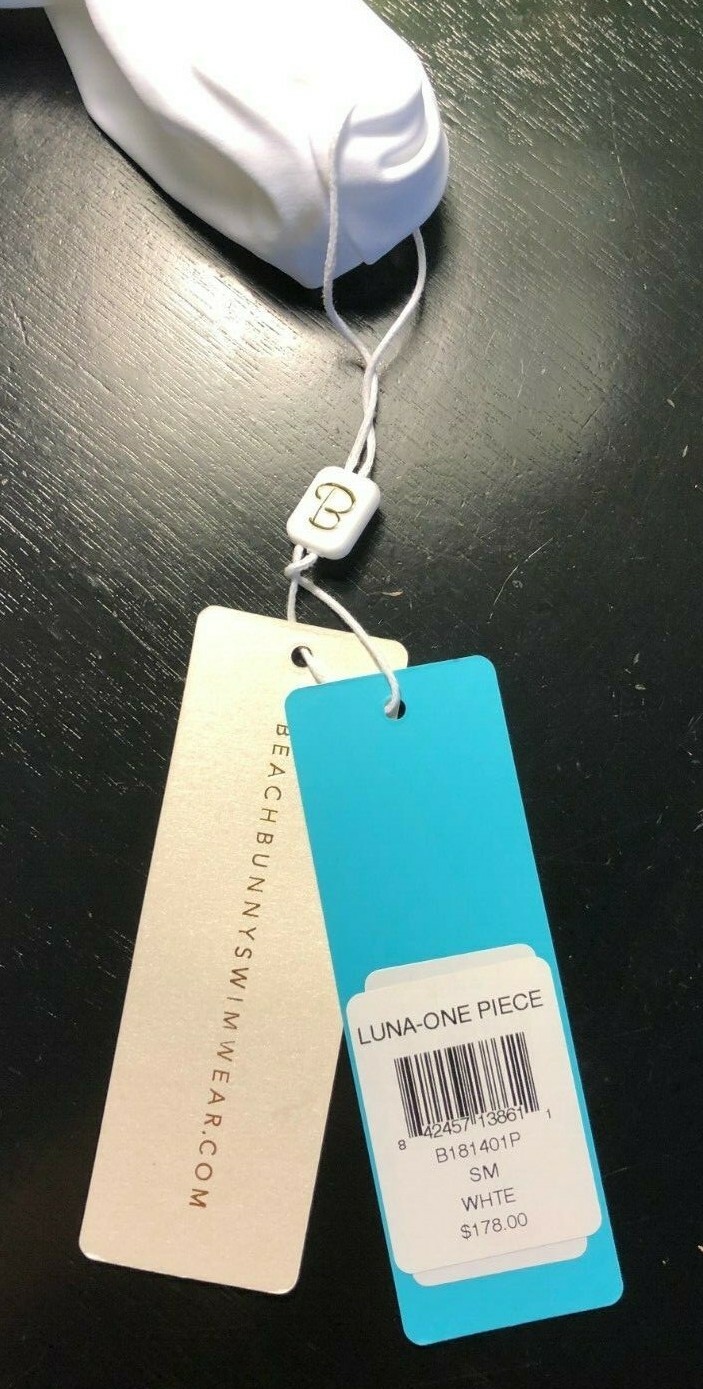 B
BEACHBUNNYSWIMWEAR.COM
LUNA-ONE PIECE
8 42457 13861 1
B181401P
SM
WHTE
$178.00